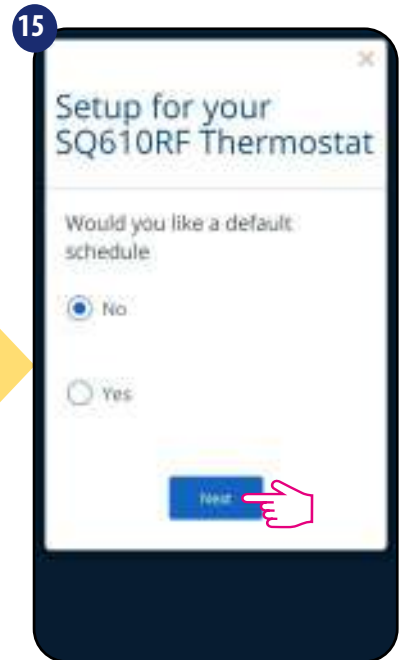 15
×
Setup for your
SQ610RF Thermostat
Would you like a default
schedule
No
Yes
Next